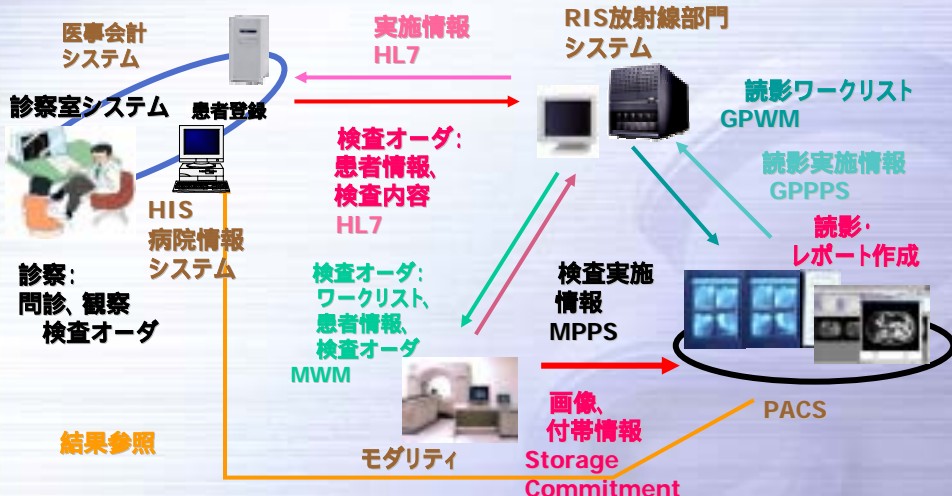 医事会計
システム
診察室システム
患者登録
実施情報
HL7
RIS放射線部門
システム
読影ワークリスト
GPWM
読影実施情報
GPPPS
読影・
レポート作成
検査オーダ：
患者情報、
検査内容
HL7
HIS
病院情報
システム
診察：
問診、観察
検査オーダ
検査オーダ：
ワークリスト、
患者情報、
検査オーダ
MWM
検査実施
情報
MPPS
画像、
付帯情報
Storage
Commitment
PACS
結果参照
モダリティ